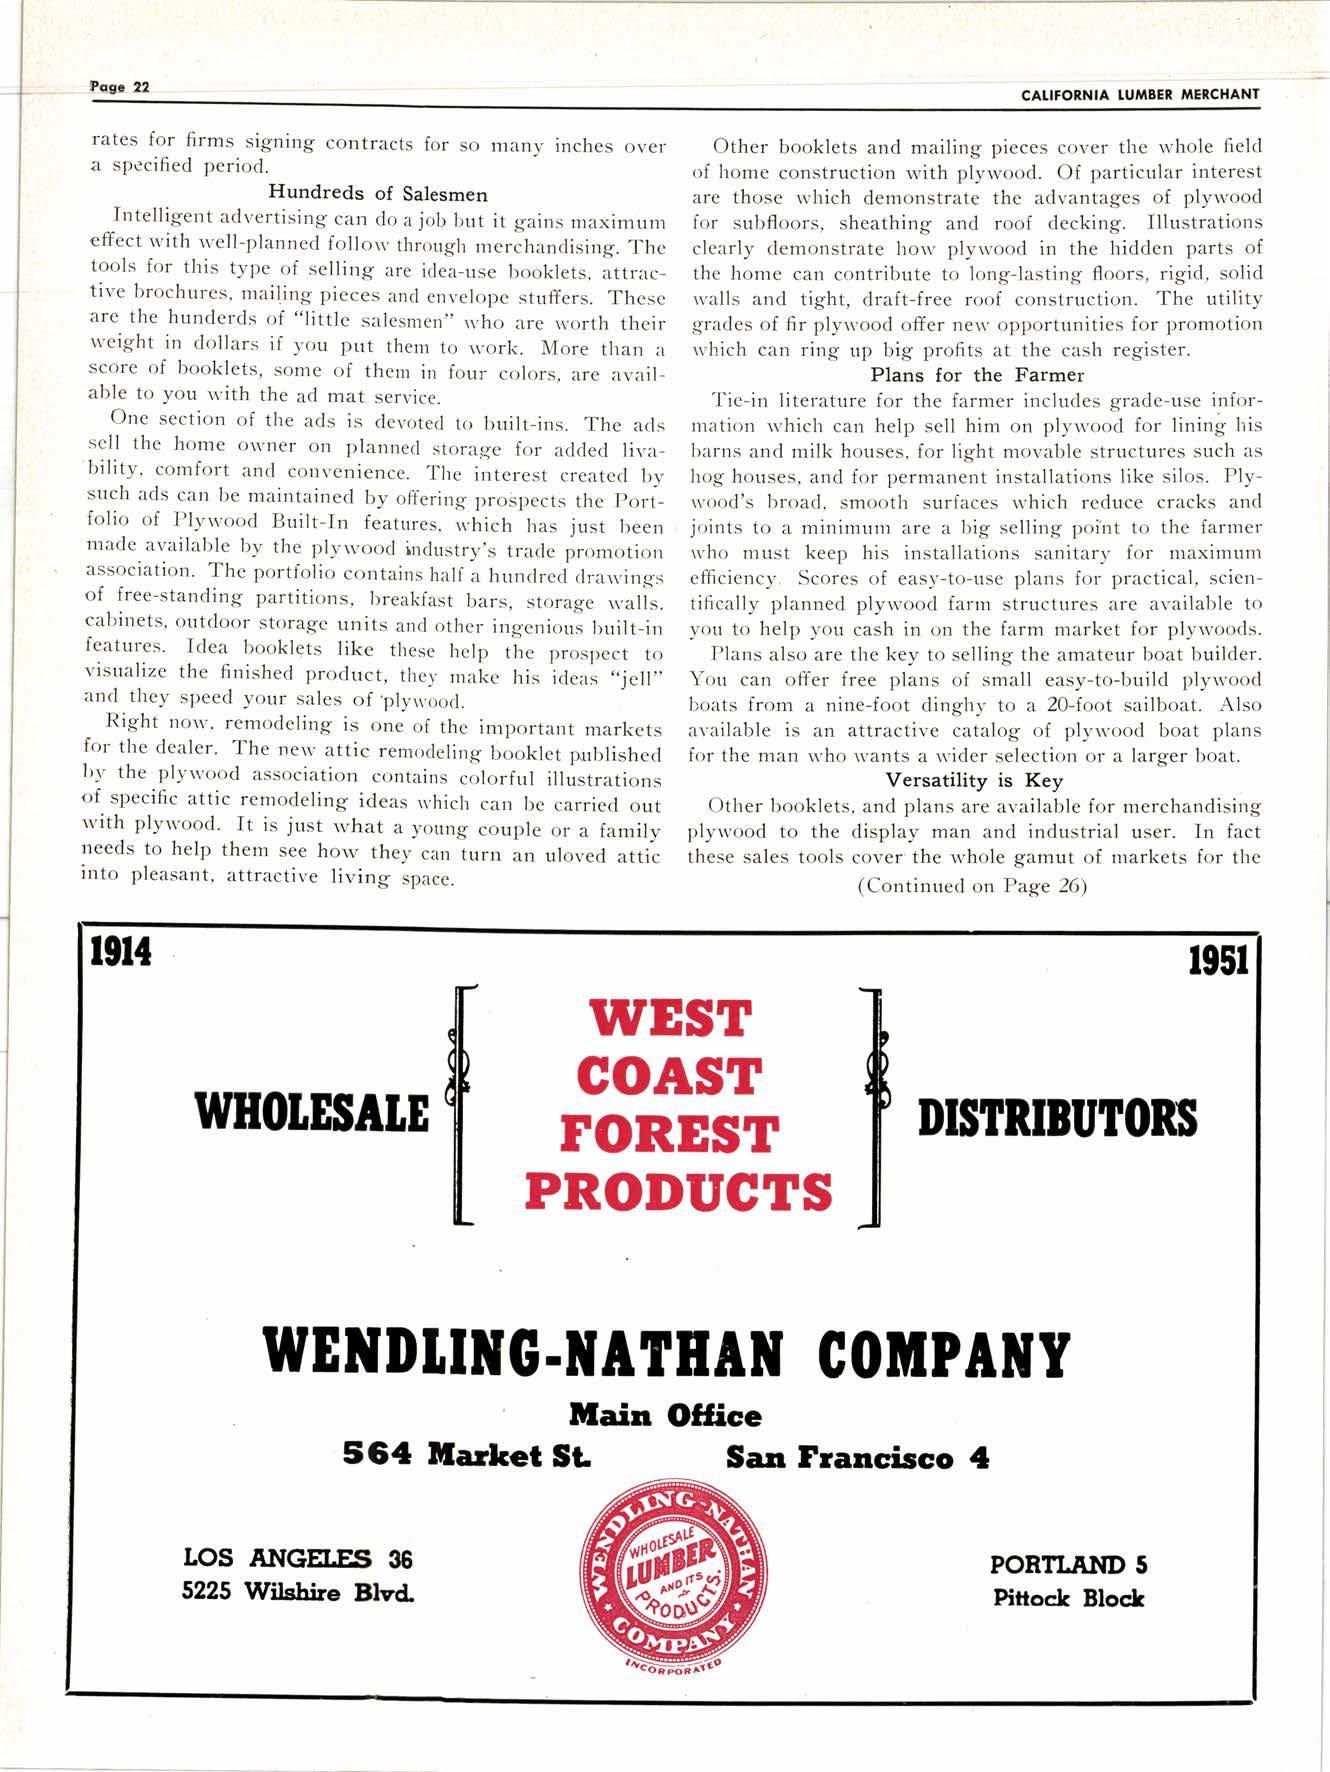 Page 22
CALIFORNIA LUMBER MERCHANT
rates for firms signing contracts for so many inches over
a specified period.
Hundreds of Salesmen
Intelligent advertising can do a job but it gains maximum
effect with well-planned follow through merchandising. The
tools for this type of selling are idea-use booklets, attrac-
tive brochures, mailing pieces and envelope stuffers. These
are the hunderds of "little salesmen" who are worth their
weight in dollars if you put them to work. More than a
score of booklets, some of them in four colors, are avail-
able to you with the ad mat service.
One section of the ads is devoted to built-ins. The ads
sell the home owner on planned storage for added liva-
bility, comfort and convenience. The interest created by
such ads can be maintained by offering prospects the Port-
folio of Plywood Built-In features, which has just been
made available by the plywood industry's trade promotion
association. The portfolio contains half a hundred drawings
of free-standing partitions, breakfast bars, storage walls,
cabinets, outdoor storage units and other ingenious built-in
features. Idea booklets like these help the prospect to
visualize the finished product, they make his ideas "jell"
and they speed your sales of plywood.
Right now, remodeling is one of the important markets
for the dealer. The new attic remodeling booklet published
by the plywood association contains colorful illustrations
of specific attic remodeling ideas which can be carried out
with plywood. It is just what a young couple or a family
needs to help them see how they can turn an uloved attic
into pleasant, attractive living space.
Other booklets and mailing pieces cover the whole field
of home construction with plywood. Of particular interest
are those which demonstrate the advantages of plywood
for subfloors, sheathing and roof decking. Illustrations
clearly demonstrate how plywood in the hidden parts of
the home can contribute to long-lasting floors, rigid, solid
walls and tight, draft-free roof construction. The utility
grades of fir plywood offer new opportunities for promotion
which can ring up big profits at the cash register.
Plans for the Farmer
Tie-in literature for the farmer includes grade-use infor-
mation which can help sell him on plywood for lining his
barns and milk houses, for light movable structures such as
hog houses, and for permanent installations like silos. Ply-
wood's broad, smooth surfaces which reduce cracks and
joints to a minimum are a big selling point to the farmer
who must keep his installations sanitary for maximum
efficiency. Scores of easy-to-use plans for practical, scien-
tifically planned plywood farm structures are available to
you to help you cash in on the farm market for plywoods.
Plans also are the key to selling the amateur boat builder.
You can offer free plans of small easy-to-build plywood
boats from a nine-foot dinghy to a 20-foot sailboat. Also
available is an attractive catalog of plywood boat plans
for the man who wants a wider selection or a larger boat.
Versatility is Key
Other booklets, and plans are available for merchandising
plywood to the display man and industrial user. In fact
these sales tools cover the whole gamut of markets for the
(Continued on Page 26)
1914
1951
WHOLESALE
WEST
COAST
FOREST
PRODUCTS
DISTRIBUTORS
WENDLING-NATHAN COMPANY
Main Office
564 Market St. San Francisco 4
LOS ANGELES 36
5225 Wilshire Blvd.
WENDLING-NATHAN
COMPANY
WHOLESALE
LUMBER
AND ITS
PRODUCTS.
INCORPORATED
PORTLAND 5
Pittock Block